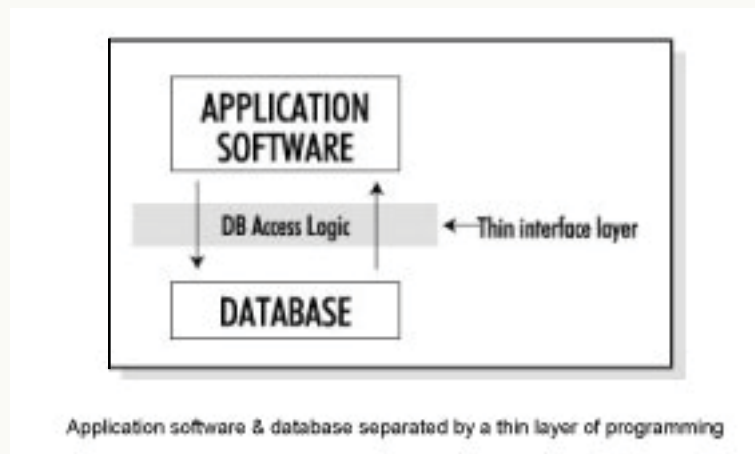 APPLICATION
SOFTWARE
DB Access Logic
Thin interface layer
DATABASE
Application software & database separated by a thin layer of programming